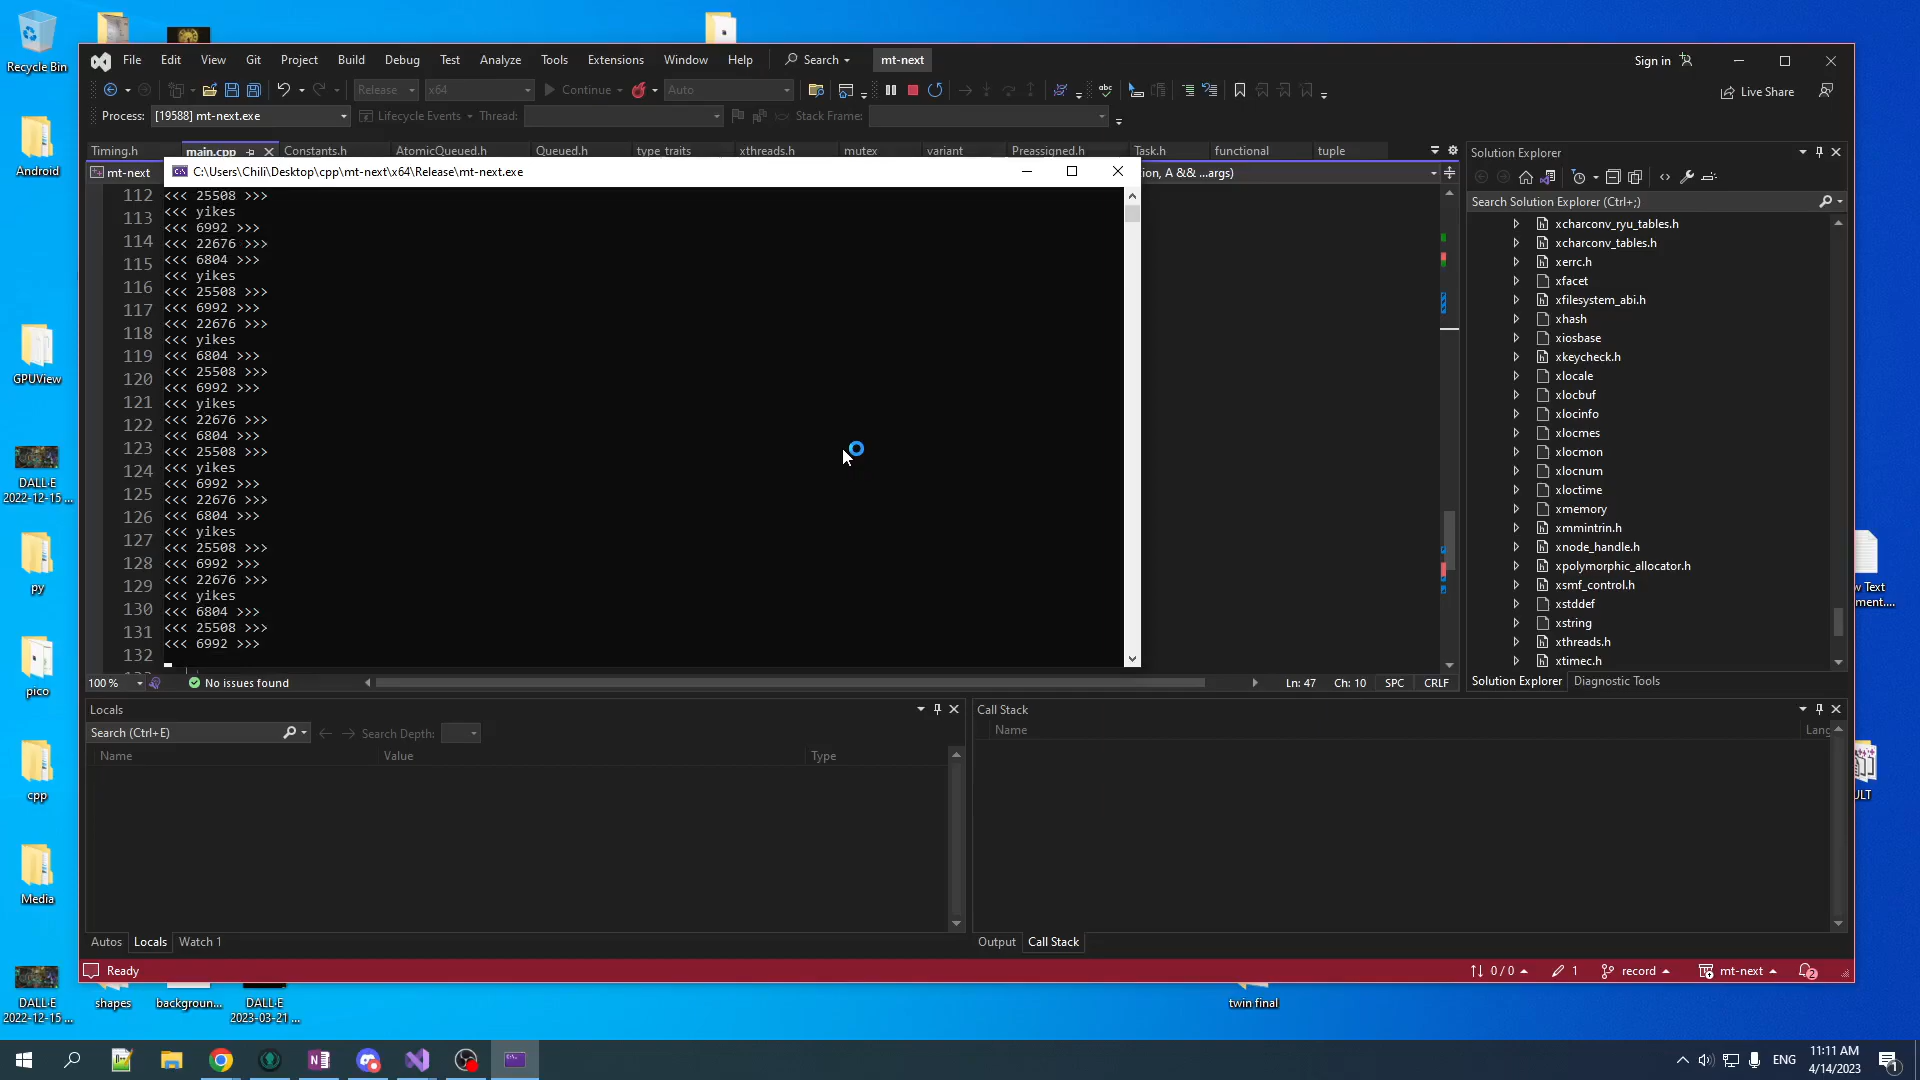 Recycle Bin
Android
GPUView
DALL·E
2022-12-15 ...
py
pico
cpp
Media
DALL·E
2022-12-15 ...
shapes
backgroun...
DALL·E
2023-03-21 ...
twin final
File Edit View Git Project Build Debug Test Analyze Tools Extensions Window Help Search mt-next Sign in
Release x64 Continue Auto Live Share
Process: [19588] mt-next.exe Lifecycle Events Thread: Stack Frame:
Timing.h main.cpp Constants.h AtomicQueued.h Queued.h type_traits xthreads.h mutex variant Preassigned.h Task.h functional tuple
mt-next
C:\Users\Chili\Desktop\cpp\mt-next\x64\Release\mt-next.exe
ion, A && ...args)
112
113
114
115
116
117
118
119
120
121
122
123
124
125
126
127
128
129
130
131
132
<<< 25508 >>>
<<< yikes
<<< 6992 >>>
<<< 22676 >>>
<<< 6804 >>>
<<< yikes
<<< 25508 >>>
<<< 6992 >>>
<<< 22676 >>>
<<< yikes
<<< 6804 >>>
<<< 25508 >>>
<<< 6992 >>>
<<< yikes
<<< 22676 >>>
<<< 6804 >>>
<<< 25508 >>>
<<< yikes
<<< 6992 >>>
<<< 22676 >>>
<<< 6804 >>>
<<< yikes
<<< 25508 >>>
<<< 6992 >>>
<<< 22676 >>>
<<< yikes
<<< 6804 >>>
<<< 25508 >>>
<<< 6992 >>>
100 % No issues found Ln: 47 Ch: 10 SPC CRLF
Solution Explorer
Search Solution Explorer (Ctrl+;)
xcharconv_ryu_tables.h
xcharconv_tables.h
xerrc.h
xfacet
xfilesystem_abi.h
xhash
xiosbase
xkeycheck.h
xlocale
xlocbuf
xlocinfo
xlocmes
xlocmon
xlocnum
xloctime
xmemory
xmmintrin.h
xnode_handle.h
xpolymorphic_allocator.h
xsmf_control.h
xstddef
xstring
xthreads.h
xtimec.h
Solution Explorer Diagnostic Tools
w Text
ment....
ULT
Locals
Search (Ctrl+E) Search Depth:
Name Value Type
Autos Locals Watch 1
Call Stack
Name Lang
Output Call Stack
Ready 0 / 0 1 record mt-next 2
ENG 11:11 AM
4/14/2023 1